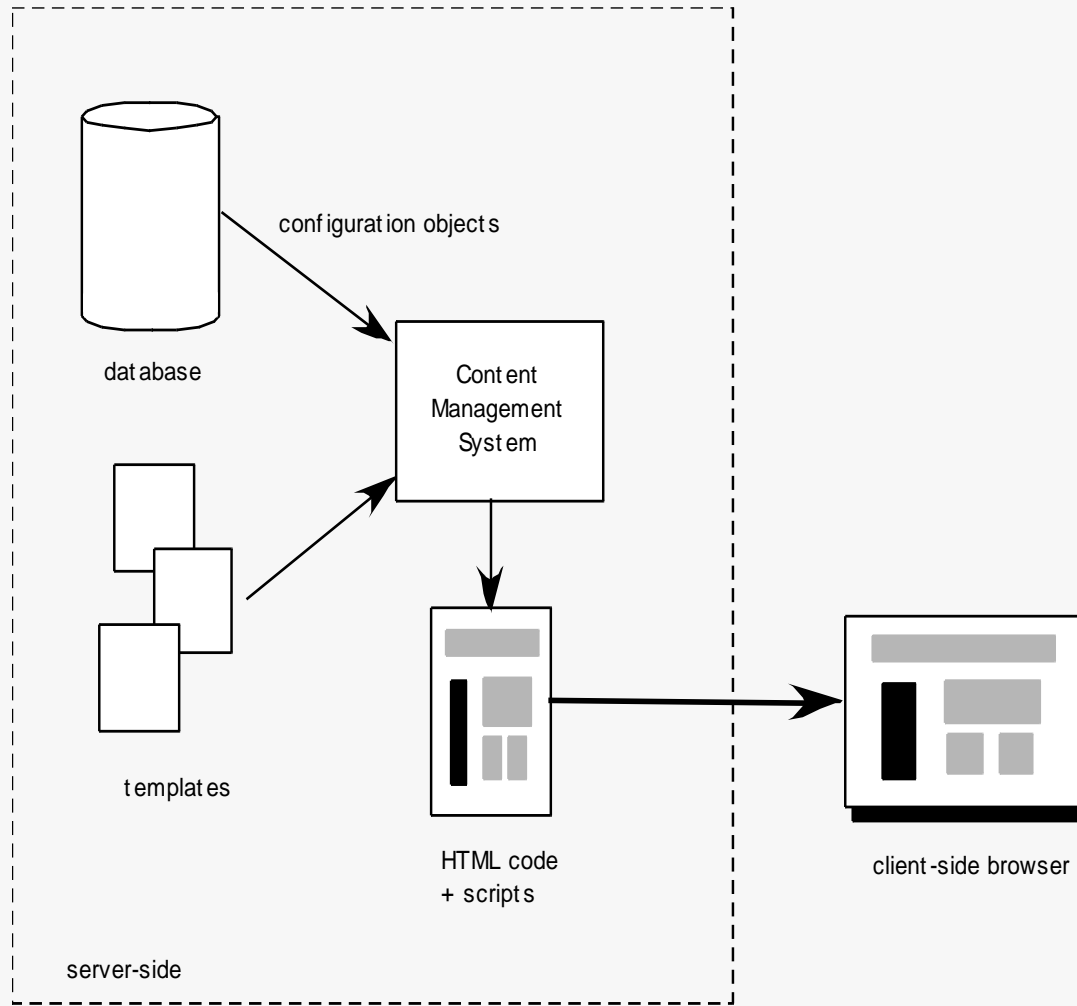 configuration objects
database
Content
Management
System
templates
HTML code
+ scripts
client-side browser
server-side